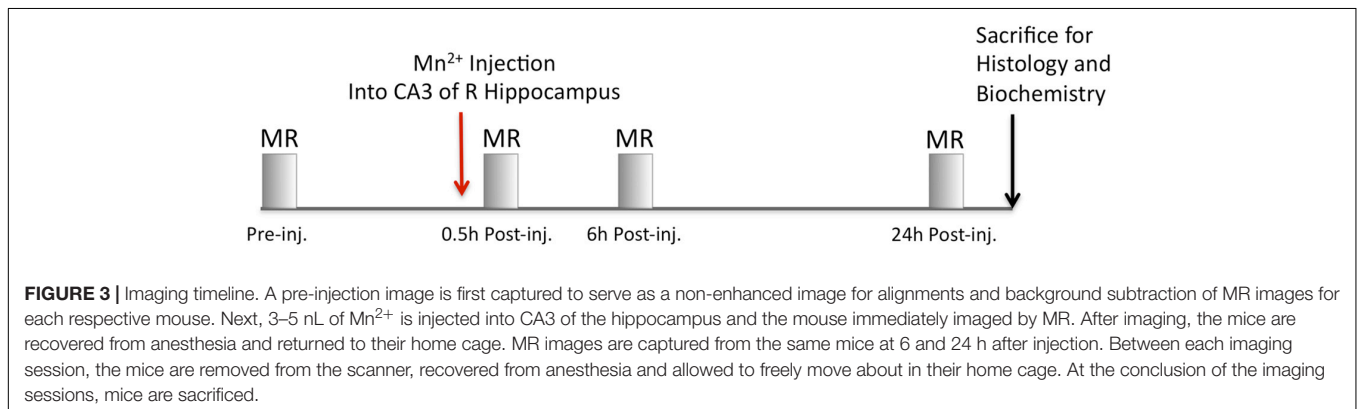 Sacrifice for
Histology and
Biochemistry
Mn2+ Injection
Into CA3 of R Hippocampus
MR MR MR MR
Pre-inj. 0.5h Post-inj. 6h Post-inj. 24h Post-inj.
FIGURE 3 | Imaging timeline. A pre-injection image is first captured to serve as a non-enhanced image for alignments and background subtraction of MR images for
each respective mouse. Next, 3–5 nL of Mn2+ is injected into CA3 of the hippocampus and the mouse immediately imaged by MR. After imaging, the mice are
recovered from anesthesia and returned to their home cage. MR images are captured from the same mice at 6 and 24 h after injection. Between each imaging
session, the mice are removed from the scanner, recovered from anesthesia and allowed to freely move about in their home cage. At the conclusion of the imaging
sessions, mice are sacrificed.